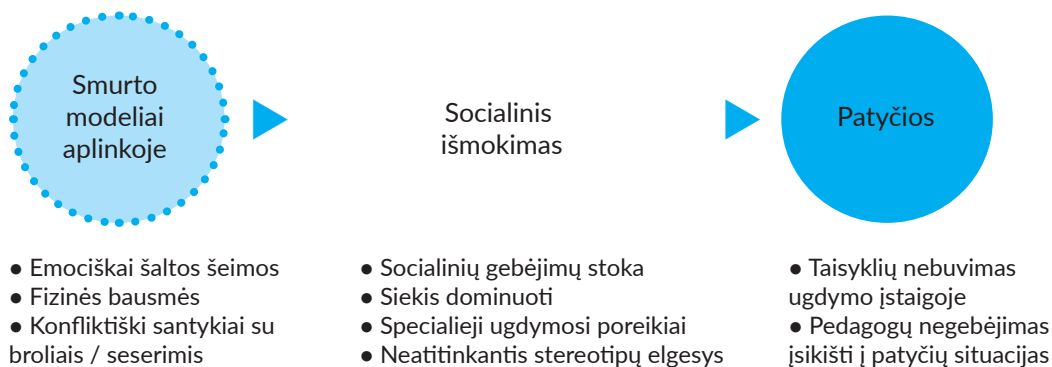 Smurto
modeliai
aplinkoje
Socialinis
išmokimas
Patyčios
● Emociškai šaltos šeimos
● Fizinės bausmės
● Konfliktiški santykiai su
broliais / seserimis
● Socialinių gebėjimų stoka
● Siekis dominuoti
● Specialieji ugdymosi poreikiai
● Neatitinkantis stereotipų elgesys
● Taisyklių nebuvimas
ugdymo įstaigoje
● Pedagogų negebėjimas
įsikišti į patyčių situacijas